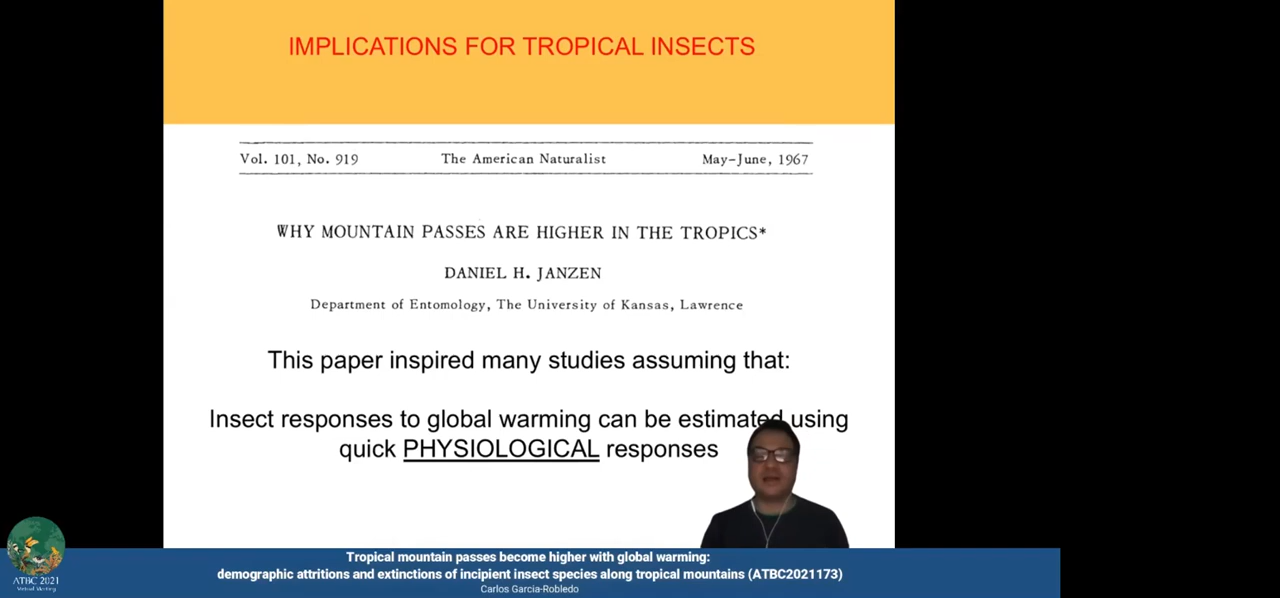 IMPLICATIONS FOR TROPICAL INSECTS
Vol. 101, No. 919 The American Naturalist May-June, 1967
WHY MOUNTAIN PASSES ARE HIGHER IN THE TROPICS*
DANIEL H. JANZEN
Department of Entomology, The University of Kansas, Lawrence
This paper inspired many studies assuming that:
Insect responses to global warming can be estimated using
quick PHYSIOLOGICAL responses
ATBC 2021
Virtual Meeting
Tropical mountain passes become higher with global warming:
demographic attritions and extinctions of incipient insect species along tropical mountains (ATBC2021173)
Carlos Garcia-Robledo